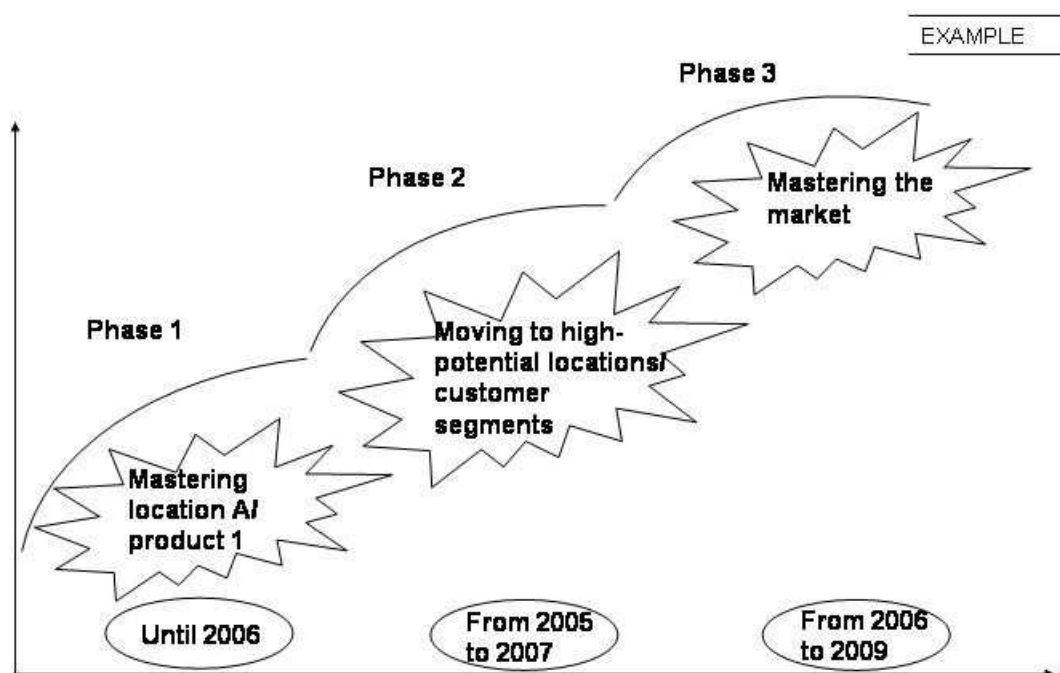 EXAMPLE
Phase 3
Mastering the
market
Phase 2
Moving to high-
potential locations/
customer
segments
Phase 1
Mastering
location A/
product 1
Until 2006
From 2005
to 2007
From 2006
to 2009